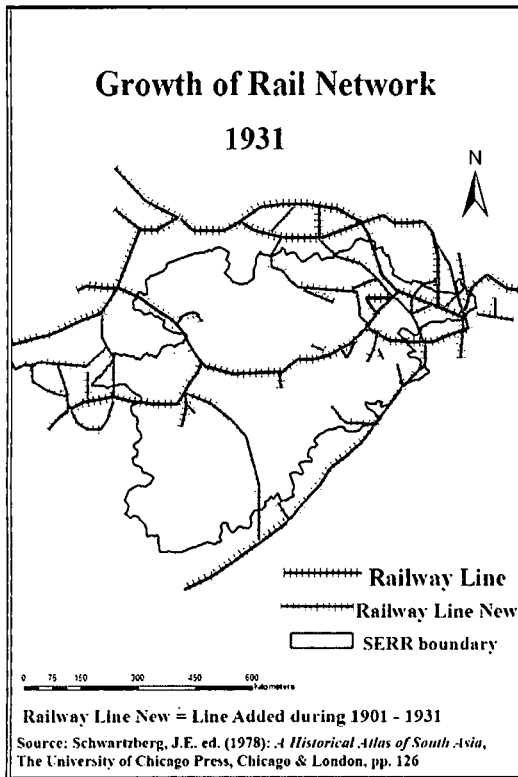 Growth of Rail Network
1931
N
Railway Line
Railway Line New
SERR boundary
0 75 150 300 450 600
kilometers
Railway Line New = Line Added during 1901 - 1931
Source: Schwartzberg, J.E. ed. (1978): A Historical Atlas of South Asia,
The University of Chicago Press, Chicago & London, pp. 126